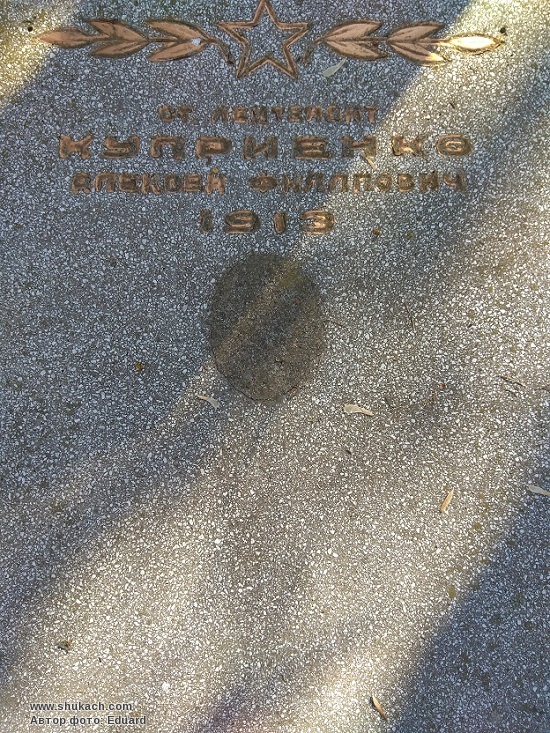 ст. лейтенант
КУПРИЕНКО
АЛЕКСЕЙ ФИЛИПОВИЧ
1913
www.shukach.com
Автор фото: Eduard